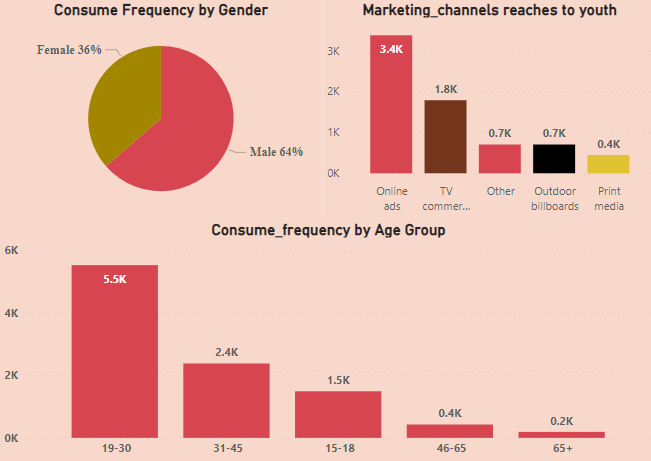 Consume Frequency by Gender
Female 36%
Male 64%
Marketing_channels reaches to youth
3K
2K
1K
0K
3.4K
1.8K
0.7K
0.7K
0.4K
Online
ads
TV
commer...
Other
Outdoor
billboards
Print
media
Consume_frequency by Age Group
6K
4K
2K
0K
5.5K
2.4K
1.5K
0.4K
0.2K
19-30
31-45
15-18
46-65
65+